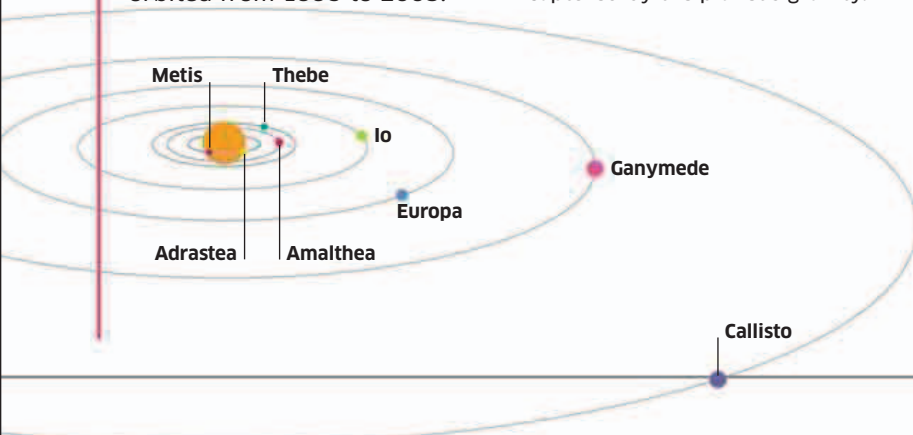 Metis
Thebe
Io
Ganymede
Europa
Adrastea
Amalthea
Callisto